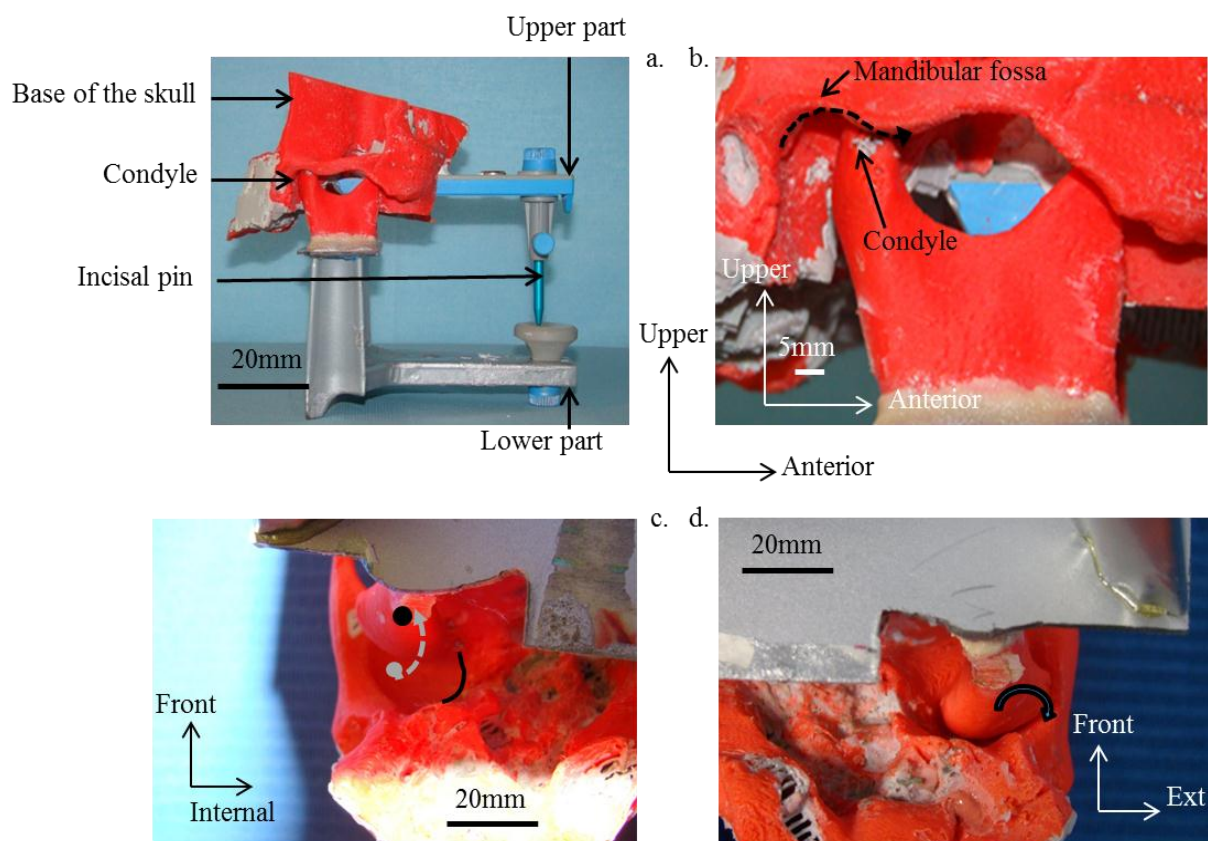 Upper part
a.
b.
Base of the skull
Mandibular fossa
Condyle
Condyle
Incisal pin
Upper
Upper
20mm
5mm
Anterior
Lower part
Anterior
c.
d.
20mm
Front
Front
Internal
20mm
Ext